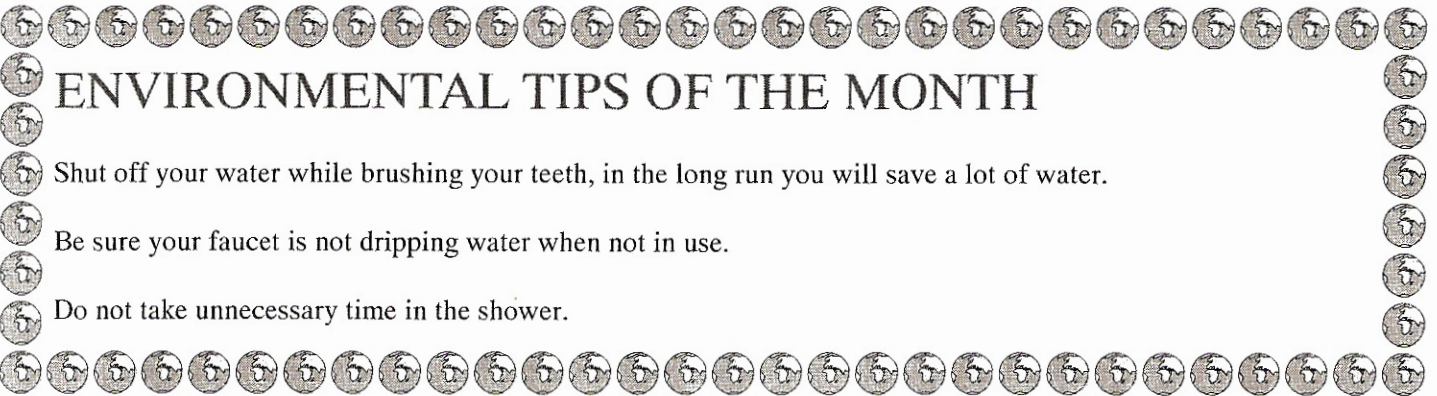 ENVIRONMENTAL TIPS OF THE MONTH
Shut off your water while brushing your teeth, in the long run you will save a lot of water.
Be sure your faucet is not dripping water when not in use.
Do not take unnecessary time in the shower.